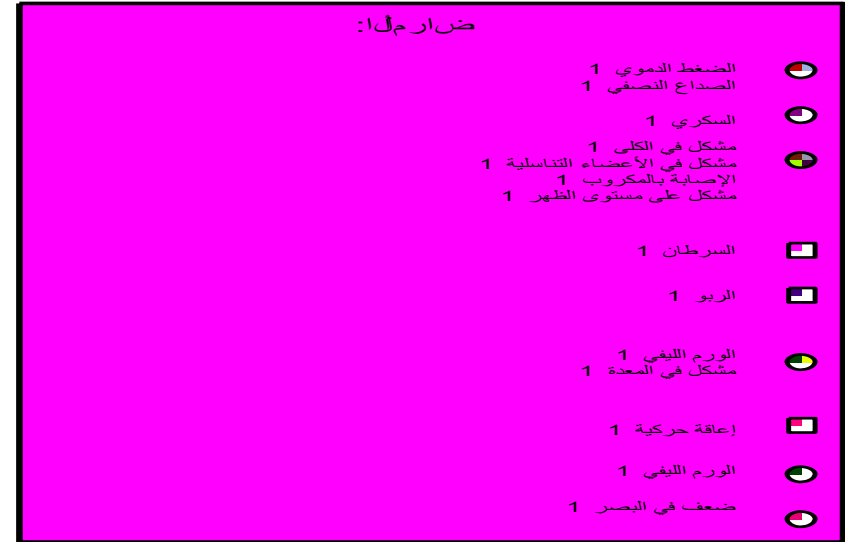 الأمراض:
الضغط الدموي 1
الصداع النصفي 1
السكري 1
مشكل في الكلى 1
مشكل في الأعضاء التناسلية 1
الإصابة بالمكروب 1
مشكل على مستوى الظهر 1
السرطان 1
الربو 1
الورم الليفي 1
مشكل في المعدة 1
إعاقة حركية 1
الورم الليفي 1
ضعف في البصر 1